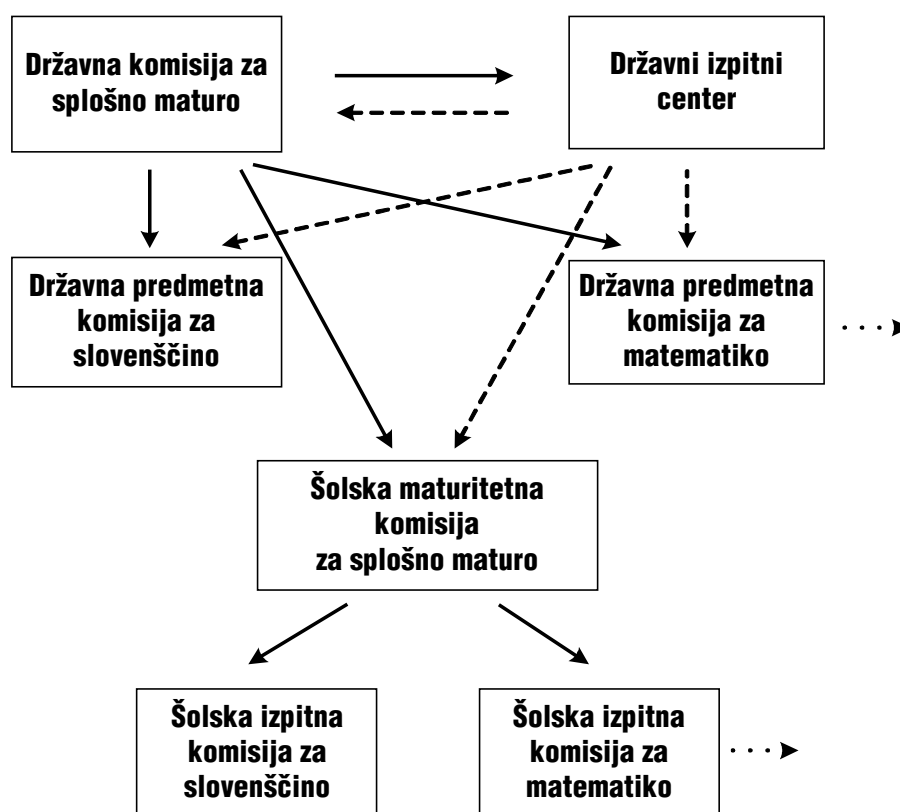 Državna komisija za
splošno maturo
Državni izpitni
center
Državna predmetna
komisija za
slovenščino
Državna predmetna
komisija za
matematiko
Šolska maturitetna
komisija
za splošno maturo
Šolska izpitna
komisija za
slovenščino
Šolska izpitna
komisija za
matematiko